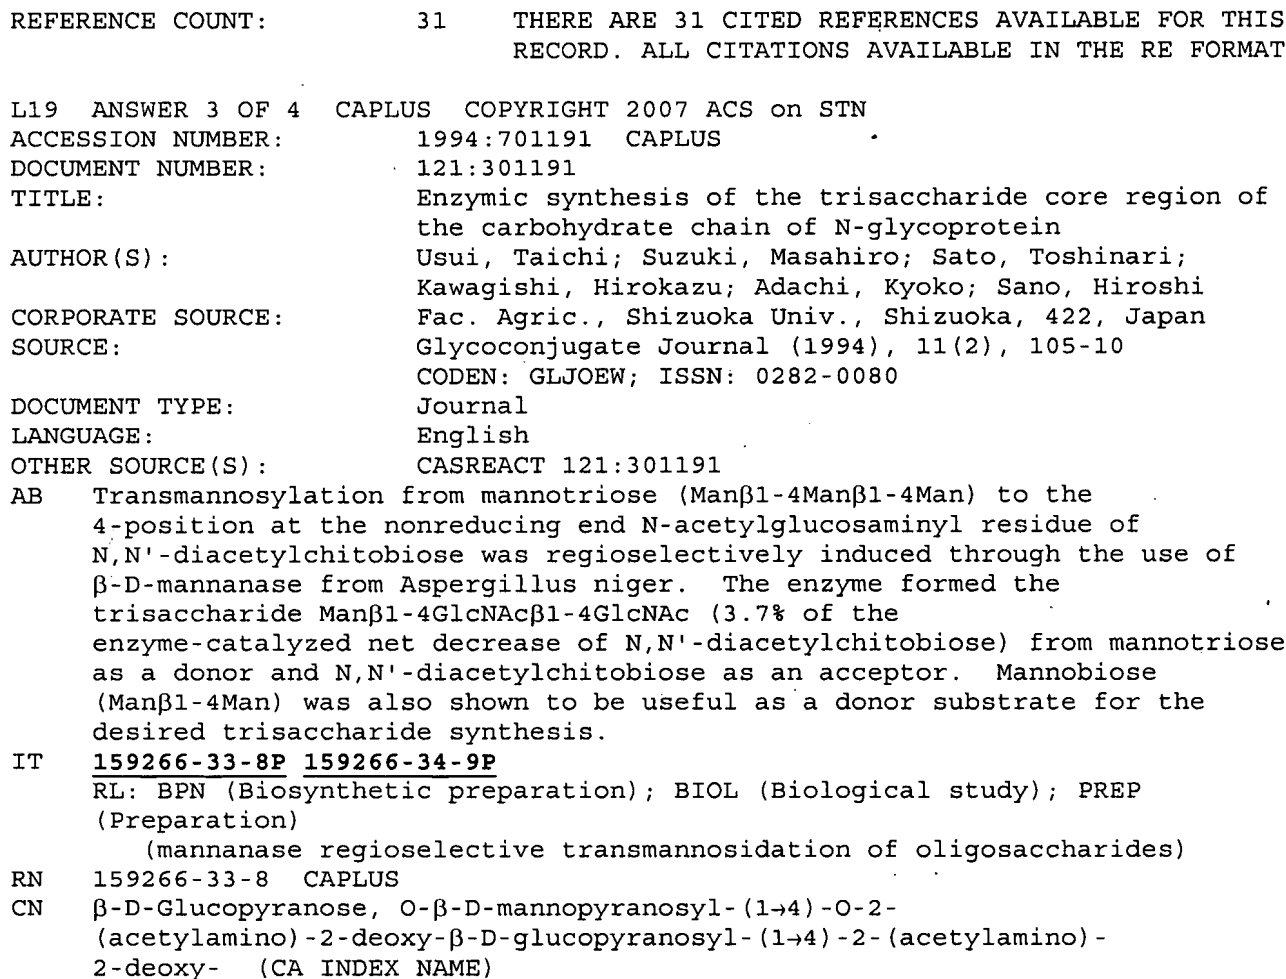 REFERENCE COUNT: 31 THERE ARE 31 CITED REFERENCES AVAILABLE FOR THIS
RECORD. ALL CITATIONS AVAILABLE IN THE RE FORMAT
L19 ANSWER 3 OF 4 CAPLUS COPYRIGHT 2007 ACS on STN
ACCESSION NUMBER: 1994:701191 CAPLUS
DOCUMENT NUMBER: 121:301191
TITLE: Enzymic synthesis of the trisaccharide core region of
the carbohydrate chain of N-glycoprotein
AUTHOR(S): Usui, Taichi; Suzuki, Masahiro; Sato, Toshinari;
Kawagishi, Hirokazu; Adachi, Kyoko; Sano, Hiroshi
CORPORATE SOURCE: Fac. Agric., Shizuoka Univ., Shizuoka, 422, Japan
SOURCE: Glycoconjugate Journal (1994), 11(2), 105-10
CODEN: GLJOEW; ISSN: 0282-0080
DOCUMENT TYPE: Journal
LANGUAGE: English
OTHER SOURCE(S): CASREACT 121:301191
AB Transmannosylation from mannotriose (Manβ1-4Manβ1-4Man) to the
4-position at the nonreducing end N-acetylglucosaminyl residue of
N,N'-diacetylchitobiose was regioselectively induced through the use of
β-D-mannanase from Aspergillus niger. The enzyme formed the
trisaccharide Manβ1-4GlcNAcβ1-4GlcNAc (3.7% of the
enzyme-catalyzed net decrease of N,N'-diacetylchitobiose) from mannotriose
as a donor and N,N'-diacetylchitobiose as an acceptor. Mannobiose
(Manβ1-4Man) was also shown to be useful as a donor substrate for the
desired trisaccharide synthesis.
IT 159266-33-8P 159266-34-9P
RL: BPN (Biosynthetic preparation); BIOL (Biological study); PREP
(Preparation)
(mannanase regioselective transmannosidation of oligosaccharides)
RN 159266-33-8 CAPLUS
CN β-D-Glucopyranose, O-β-D-mannopyranosyl-(1→4)-O-2-
(acetylamino)-2-deoxy-β-D-glucopyranosyl-(1→4)-2-(acetylamino)-
2-deoxy- (CA INDEX NAME)